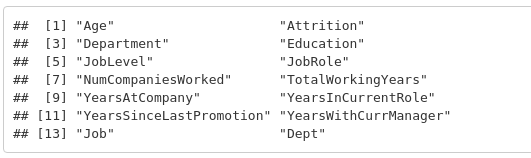 ##  [1] "Age"                     "Attrition"
##  [3] "Department"              "Education"
##  [5] "JobLevel"                "JobRole"
##  [7] "NumCompaniesWorked"      "TotalWorkingYears"
##  [9] "YearsAtCompany"          "YearsInCurrentRole"
## [11] "YearsSinceLastPromotion" "YearsWithCurrManager"
## [13] "Job"                     "Dept"